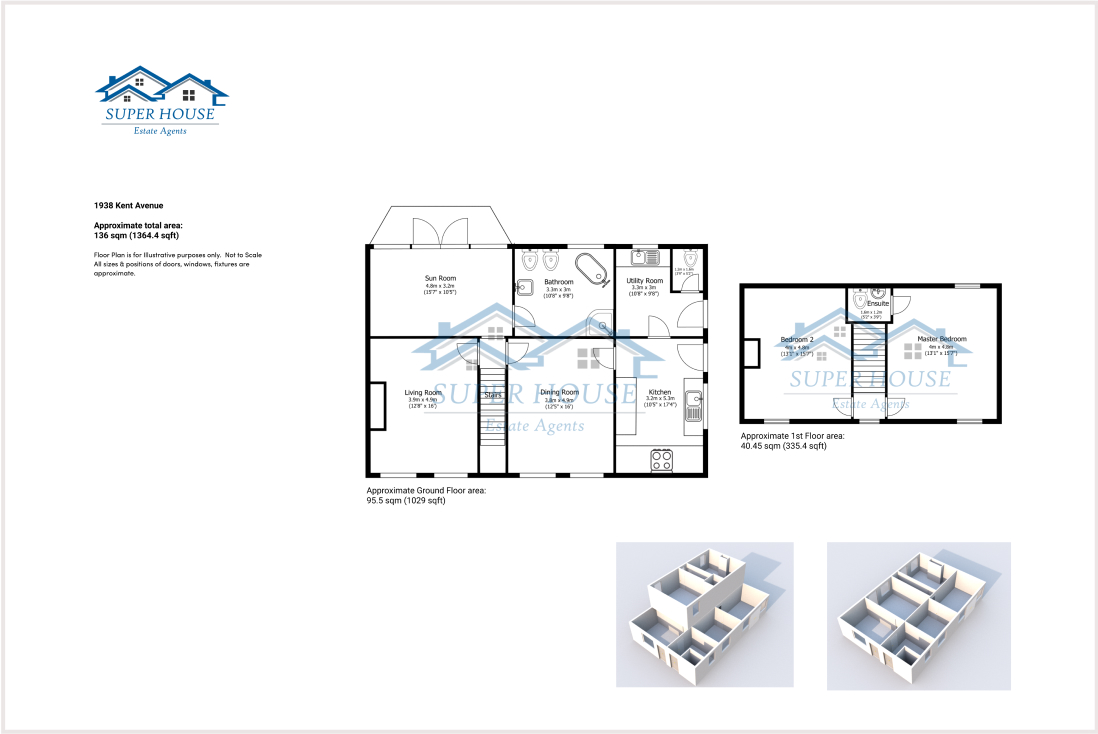 SUPER HOUSE
Estate Agents
1938 Kent Avenue
Approximate total area:
136 sqm (1364.4 sqft)
Floor Plan is for Illustrative purposes only. Not to Scale
All sizes & positions of doors, windows, fixtures are
approximate.
Sun Room
4.8m x 3.2m
(15'7" x 10'5")
Bathroom
3.3m x 3m
(10'8" x 9'8")
Utility Room
3.3m x 3m
(10'8" x 9'8")
Living Room
3.9m x 4.9m
(12'8" x 16')
Stairs
Dining Room
3.8m x 4.9m
(12'5" x 16')
Kitchen
3.2m x 5.3m
(10'5" x 17'4")
SUPER HOUSE
Estate Agents
Approximate Ground Floor area:
95.5 sqm (1029 sqft)
Ensuite
1.6m x 1.2m
(5'2" x 3'9")
Bedroom 2
4m x 4.8m
(13'1" x 15'7")
Master Bedroom
4m x 4.8m
(13'1" x 15'7")
SUPER HOUSE
Estate Agents
Approximate 1st Floor area:
40.45 sqm (335.4 sqft)